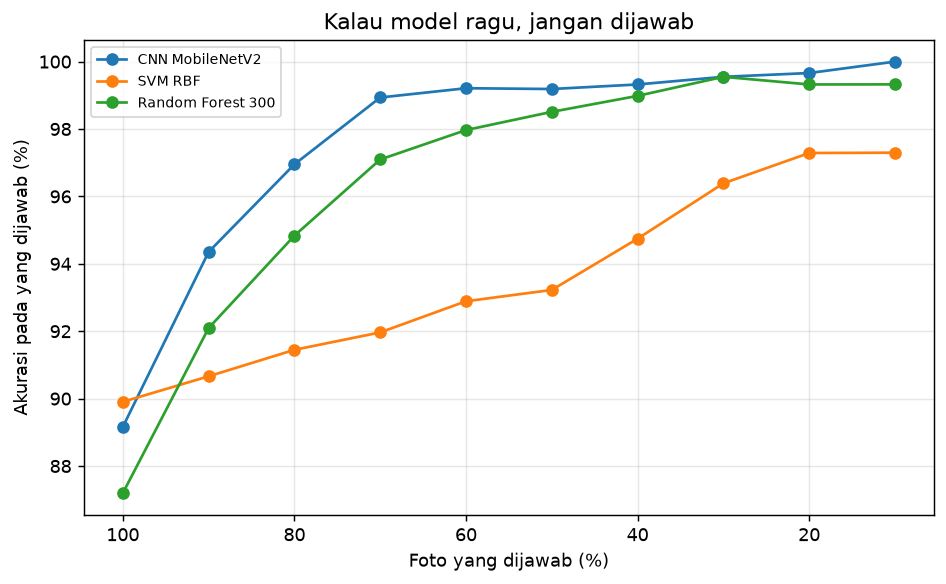 Kalau model ragu, jangan dijawab
CNN MobileNetV2
SVM RBF
Random Forest 300
Akurasi pada yang dijawab (%)
100
98
96
94
92
90
88
100
80
60
40
20
Foto yang dijawab (%)